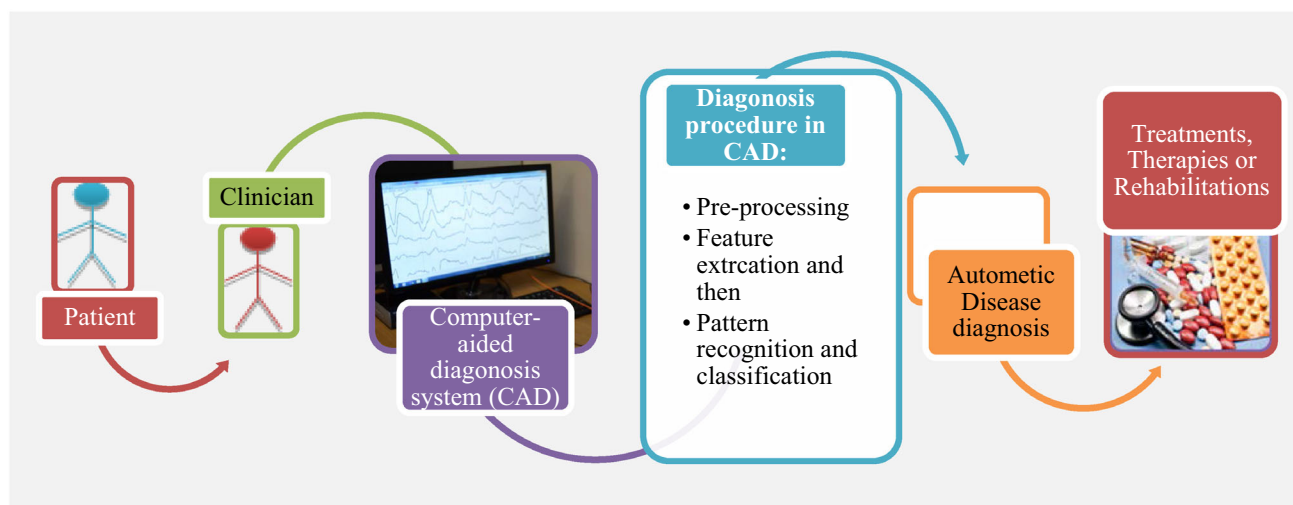 Patient
Clinician
Computer-
aided
diagonosis
system (CAD)
Diagonosis
procedure in
CAD:
• Pre-processing
• Feature
extrcation and
then
• Pattern
recognition and
classification
Autometic
Disease
diagnosis
Treatments,
Therapies or
Rehabilitations